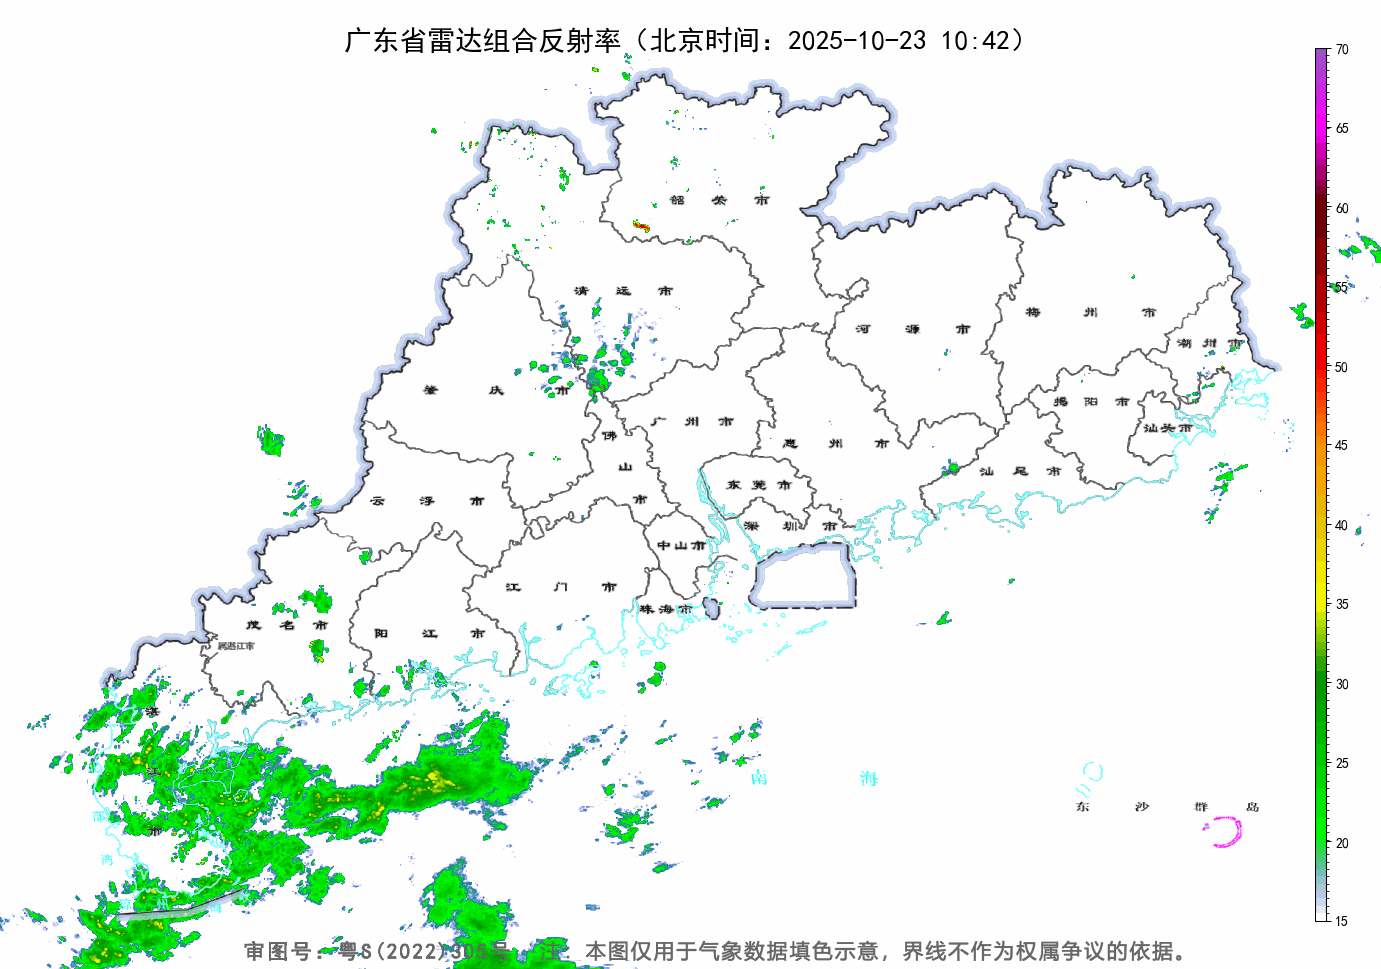 广东省雷达组合反射率（北京时间：2025-10-23 10:42）
70
65
韶 关 市
60
清 远 市
55
梅 州 市
河 源 市
潮 州 市
50
肇 庆 市
揭 阳 市
广 州 市
汕头市
佛 山 市
惠 州 市
45
汕 尾 市
东 莞 市
云 浮 市
深 圳 市
40
中山市
江 门 市
35
珠海市
茂 名 市
阳 江 市
属湛江市
30
湛 江 市
25
南 海
东 沙 群 岛
20
15
审图号：粤S(2022)305号 注：本图仅用于气象数据填色示意，界线不作为权属争议的依据。